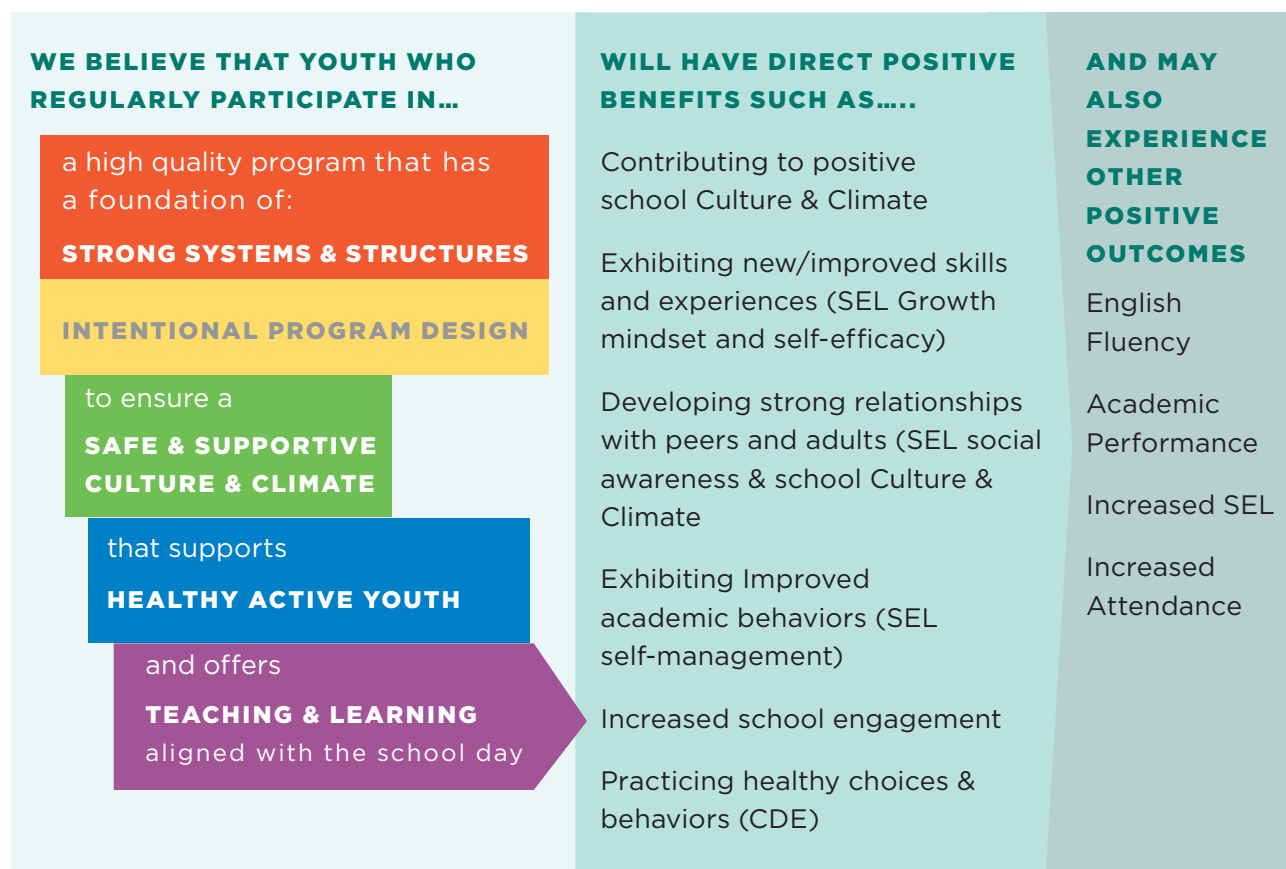 WE BELIEVE THAT YOUTH WHO
REGULARLY PARTICIPATE IN…
a high quality program that has
a foundation of:
STRONG SYSTEMS & STRUCTURES
INTENTIONAL PROGRAM DESIGN
to ensure a
SAFE & SUPPORTIVE
CULTURE & CLIMATE
that supports
HEALTHY ACTIVE YOUTH
and offers
TEACHING & LEARNING
aligned with the school day
WILL HAVE DIRECT POSITIVE
BENEFITS SUCH AS…..
Contributing to positive
school Culture & Climate
Exhibiting new/improved skills
and experiences (SEL Growth
mindset and self-efficacy)
Developing strong relationships
with peers and adults (SEL social
awareness & school Culture &
Climate
Exhibiting Improved
academic behaviors (SEL
self-management)
Increased school engagement
Practicing healthy choices &
behaviors (CDE)
AND MAY
ALSO
EXPERIENCE
OTHER
POSITIVE
OUTCOMES
English
Fluency
Academic
Performance
Increased SEL
Increased
Attendance